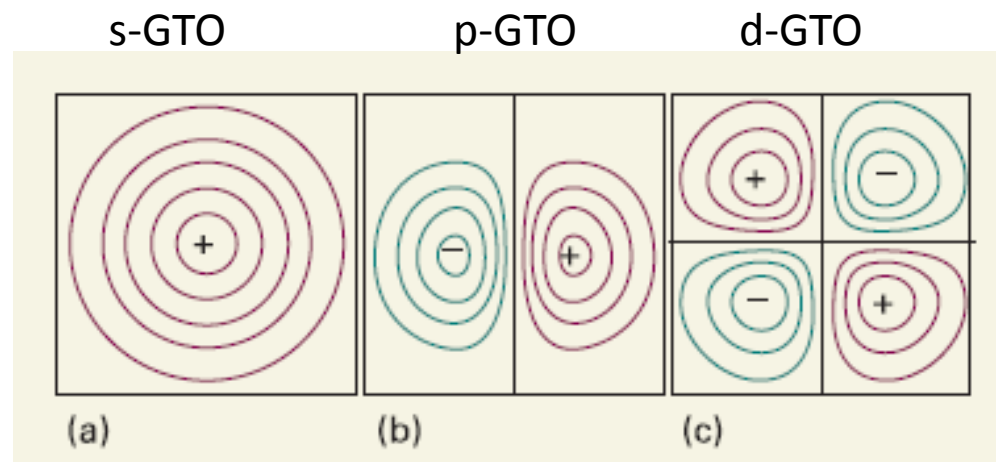 s-GTO p-GTO d-GTO
+ − + + −
− +
(a) (b) (c)